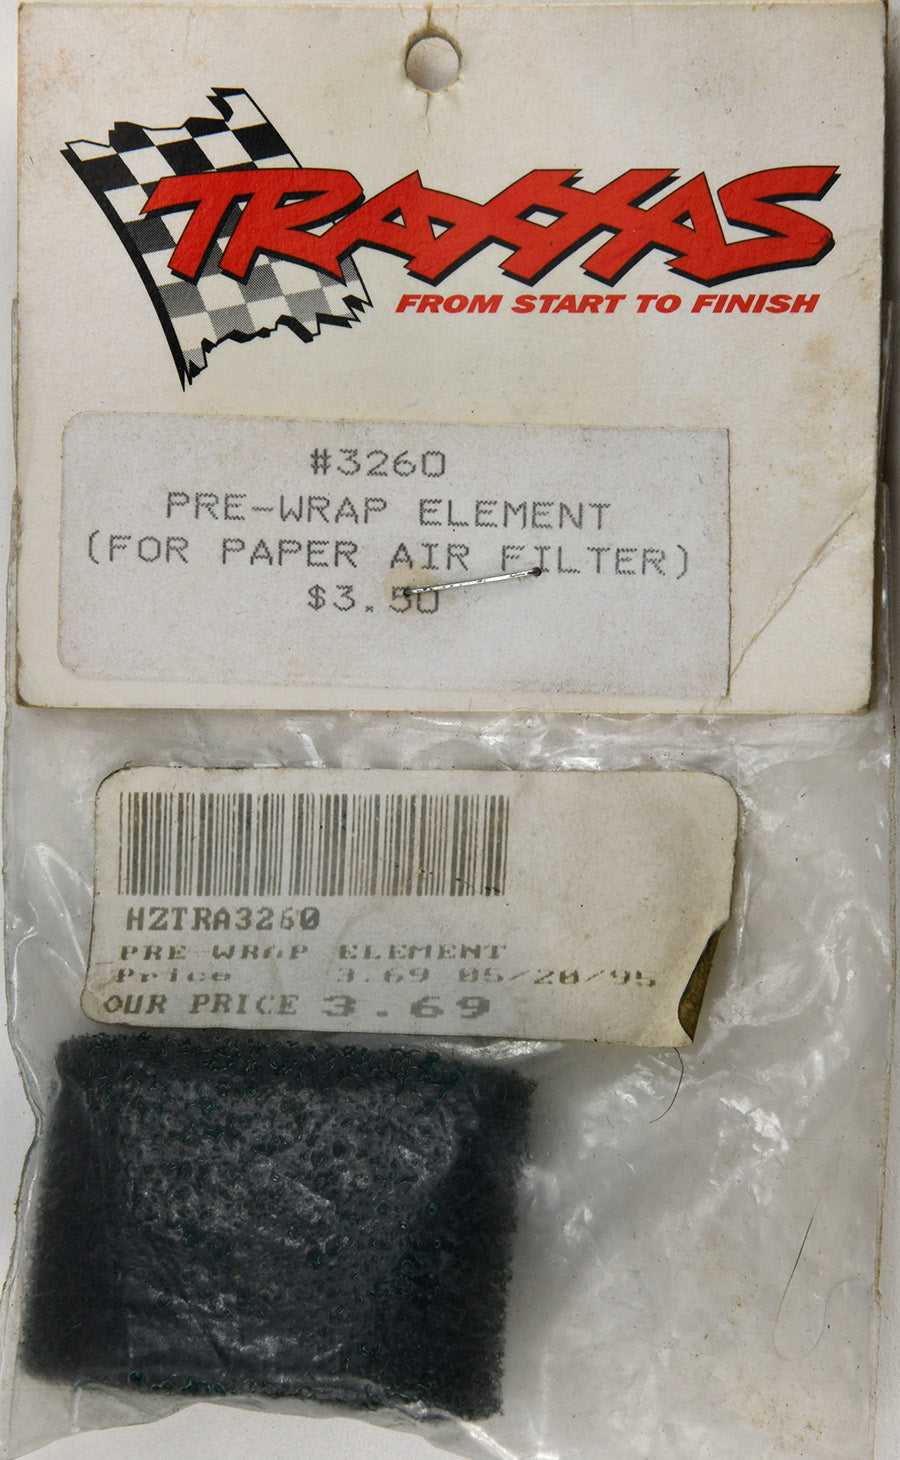 TRAXXAS
FROM START TO FINISH
#3260
PRE-WRAP ELEMENT
(FOR PAPER AIR FILTER)
$3.50
HZTRA3260
PRE-WRAP ELEMENT
Price 3.69 05/20/95
OUR PRICE 3.69